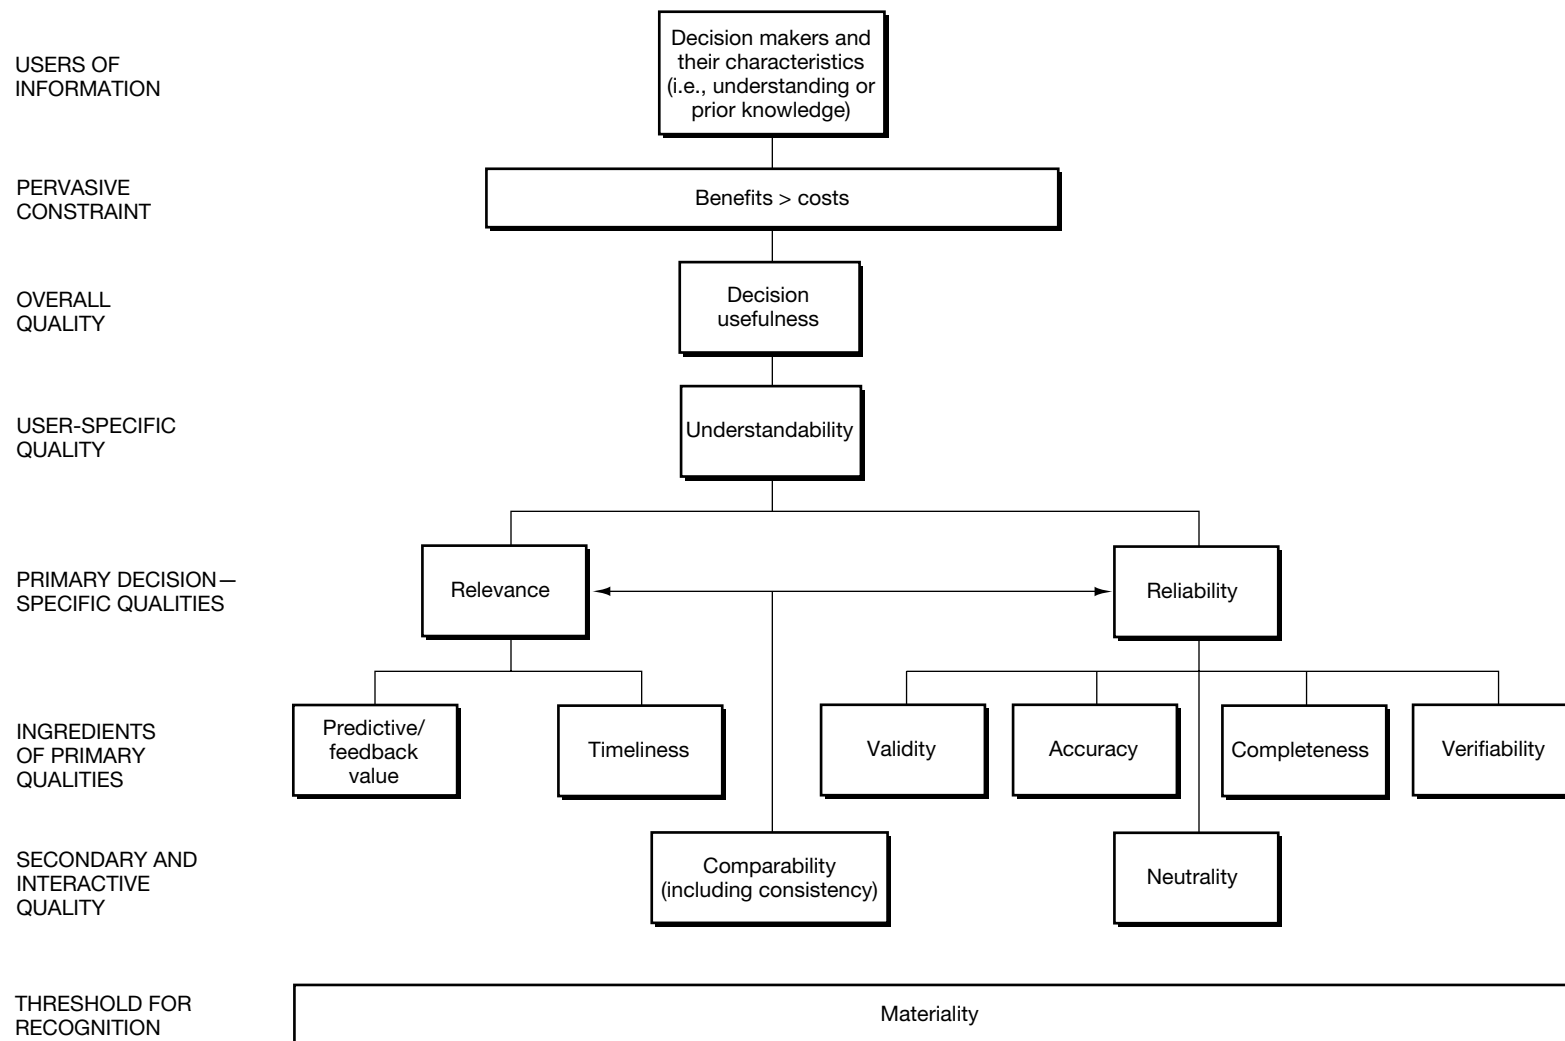 USERS OF
INFORMATION
Decision makers and
their characteristics
(i.e., understanding or
prior knowledge)
PERVASIVE
CONSTRAINT
Benefits > costs
OVERALL
QUALITY
Decision
usefulness
USER-SPECIFIC
QUALITY
Understandability
PRIMARY DECISION—
SPECIFIC QUALITIES
Relevance
Reliability
INGREDIENTS
OF PRIMARY
QUALITIES
Predictive/
feedback
value
Timeliness
Validity
Accuracy
Completeness
Verifiability
SECONDARY AND
INTERACTIVE
QUALITY
Comparability
(including consistency)
Neutrality
THRESHOLD FOR
RECOGNITION
Materiality